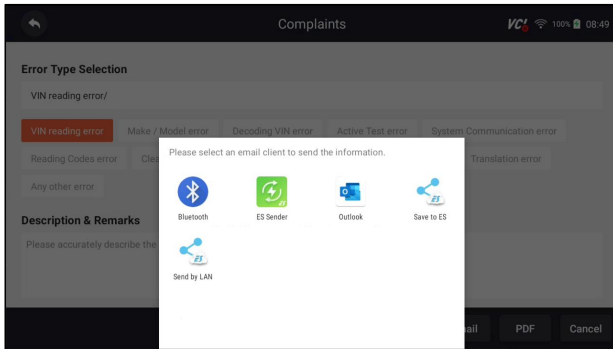 Complaints
VCI 100% 08:49
Error Type Selection
VIN reading error/
VIN reading error Make / Model error Decoding VIN error Active Test error System Communication error
Reading Codes error Translation error
Any other error
Please select an email client to send the information.
Bluetooth ES Sender Outlook Save to ES
Send by LAN
Description & Remarks
Please accurately describe the
PDF Cancel